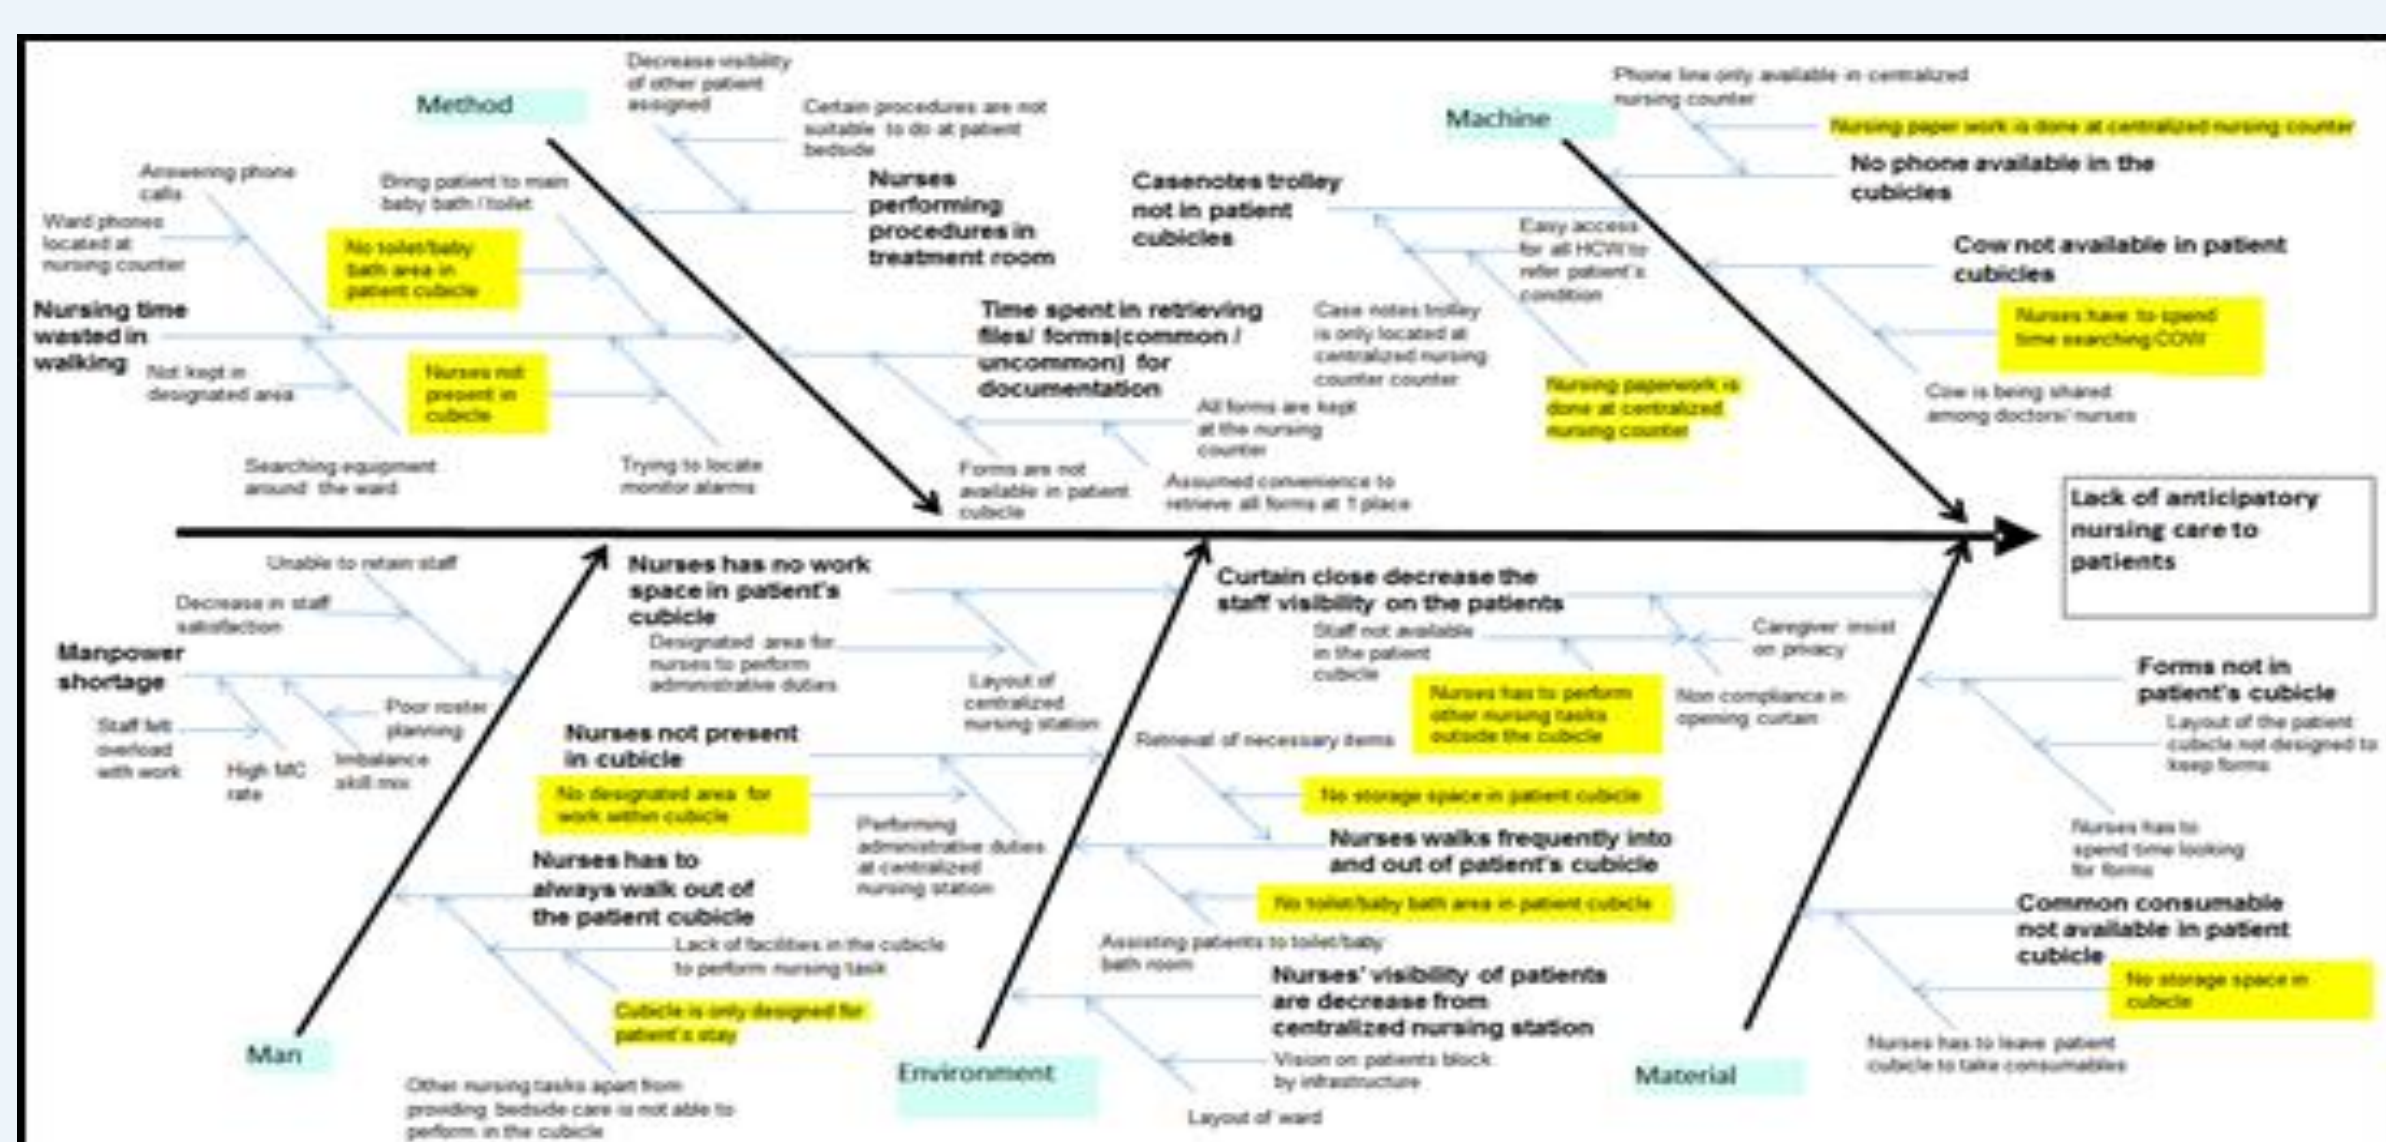 Method
Decrease visibility
of other patient
assigned
Certain procedures are not
suitable to do at patient
bedside
Nurses
performing
procedures in
treatment room
Answering phone
calls
Ward phones
located at
nursing counter
Bring patient to main
baby bath / toilet
No toilet/baby
bath area in
patient cubicle
Nursing time
wasted in
walking
Not kept in
designated area
Nurses not
present in
cubicle
Searching equipment
around the ward
Trying to locate
monitor alarms
Time spent in retrieving
files/ forms(common /
uncommon) for
documentation
All forms are kept
at the nursing
counter
Forms are not
available in patient
cubicle
Assumed convenience to
retrieve all forms at 1 place
Machine
Phone line only available in centralized
nursing counter
Nursing paper work is done at centralized nursing counter
No phone available in the
cubicles
Casenotes trolley
not in patient
cubicles
Easy access
for all HCW to
refer patient's
condition
Case notes trolley
is only located at
centralized nursing
counter counter
Nursing paperwork is
done at centralized
nursing counter
Cow not available in patient
cubicles
Nurses have to spend
time searching COW
Cow is being shared
among doctors/ nurses
Lack of anticipatory
nursing care to
patients
Unable to retain staff
Decrease in staff
satisfaction
Manpower
shortage
Staff felt
overload
with work
High MC
rate
Poor roster
planning
Imbalance
skill mix
Nurses has to
always walk out of
the patient cubicle
Lack of facilities in the cubicle
to perform nursing task
Cubicle is only designed for
patient's stay
Other nursing tasks apart from
providing bedside care is not able to
perform in the cubicle
Man
Nurses has no work
space in patient's
cubicle
Designated area for
nurses to perform
administrative duties
Layout of
centralized
nursing station
Nurses not present
in cubicle
No designated area for
work within cubicle
Performing
administrative duties
at centralized
nursing station
Retrieval of necessary items
No storage space in patient cubicle
Nurses walks frequently into
and out of patient's cubicle
No toilet/baby bath area in patient cubicle
Assisting patients to toilet/baby
bath room
Nurses' visibility of patients
are decrease from
centralized nursing station
Vision on patients block
by infrastructure
Layout of ward
Environment
Curtain close decrease the
staff visibility on the patients
Staff not available
in the patient
cubicle
Caregiver insist
on privacy
Nurses has to perform
other nursing tasks
outside the cubicle
Non compliance in
opening curtain
Forms not in
patient's cubicle
Layout of the patient
cubicle not designed to
keep forms
Nurses has to
spend time looking
for forms
Common consumable
not available in patient
cubicle
No storage space in
cubicle
Nurses has to leave patient
cubicle to take consumables
Material